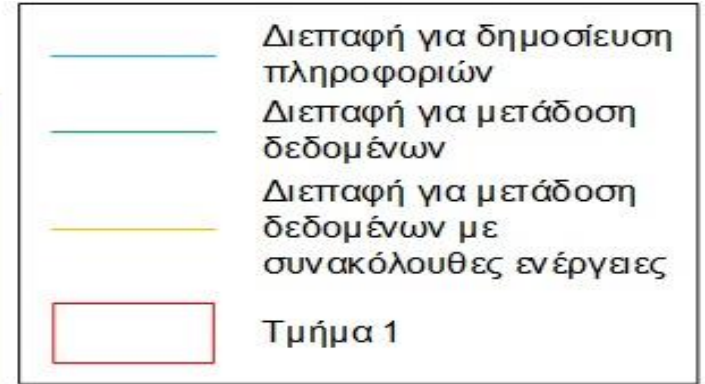 Διεπαφή για δημοσίευση
πληροφοριών
Διεπαφή για μετάδοση
δεδομένων
Διεπαφή για μετάδοση
δεδομένων με
συνακόλουθες ενέργειες
Τμήμα 1